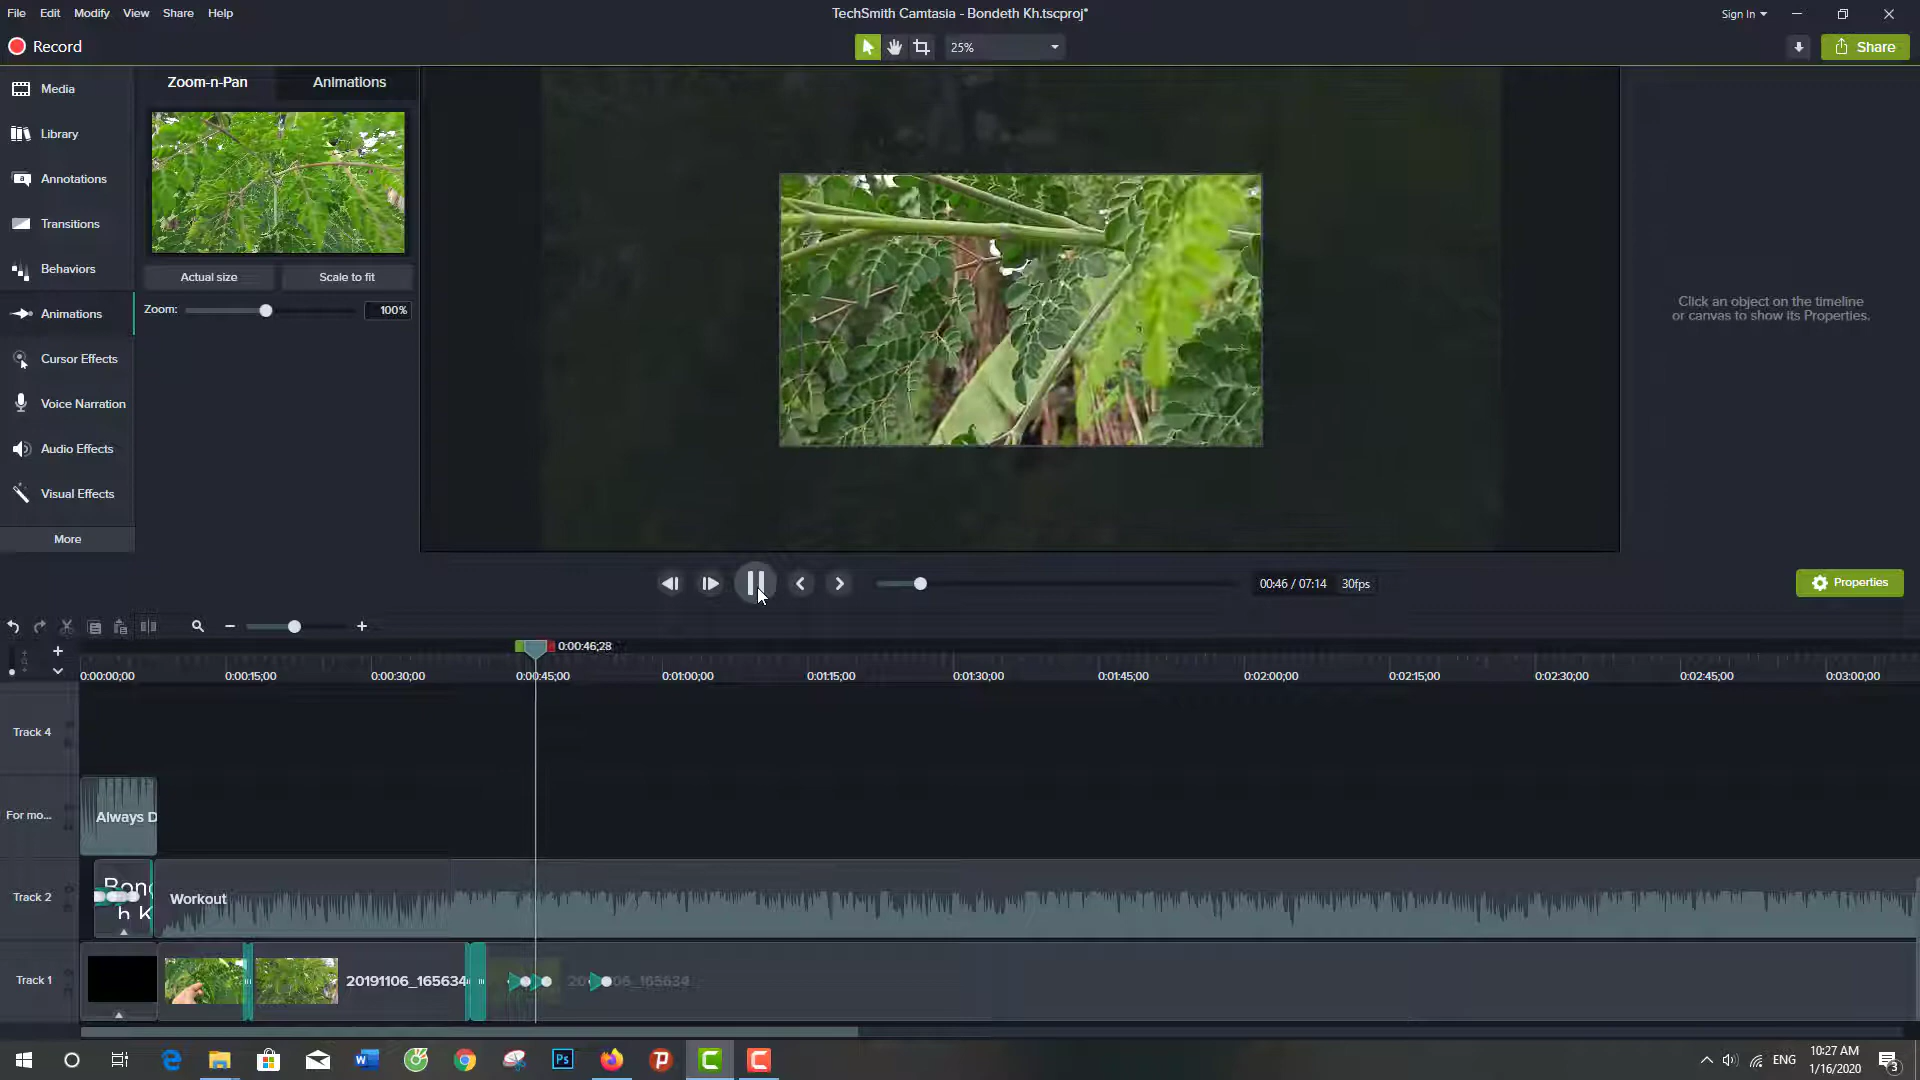 File Edit Modify View Share Help
TechSmith Camtasia - Bondeth Kh.tscproj*
Sign In
Record
25%
Share
Media
Library
Annotations
Transitions
Behaviors
Animations
Cursor Effects
Voice Narration
Audio Effects
Visual Effects
More
Zoom-n-Pan Animations
Actual size Scale to fit
Zoom: 100%
Click an object on the timeline
or canvas to show its Properties.
00:46 / 07:14 30fps
Properties
0:00:46;28
0:00:00;00 0:00:15;00 0:00:30;00 0:00:45;00 0:01:00;00 0:01:15;00 0:01:30;00 0:01:45;00 0:02:00;00 0:02:15;00 0:02:30;00 0:02:45;00 0:03:00;00
Track 4
For mo...
Always D
Track 2
Bond
h K
Workout
Track 1
20191106_165634
ENG
10:27 AM
1/16/2020
3